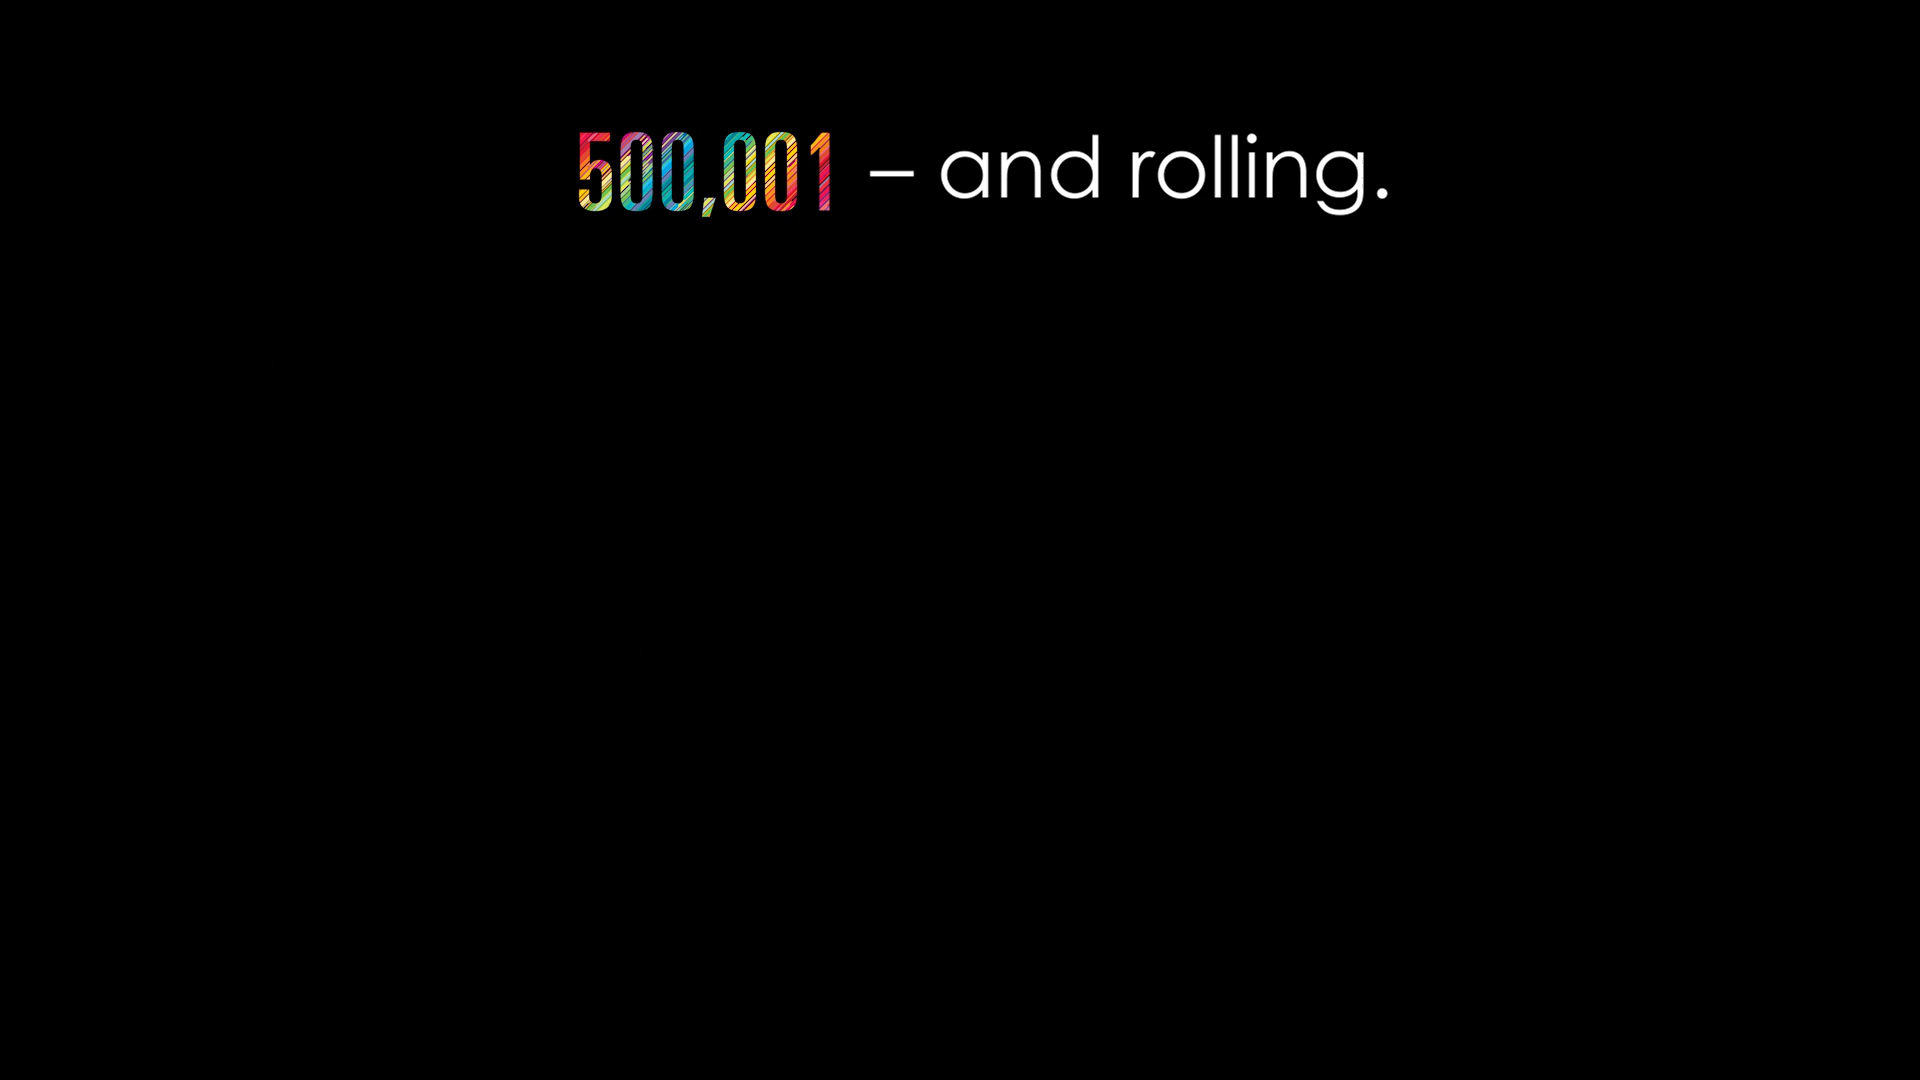 500,001 – and rolling.